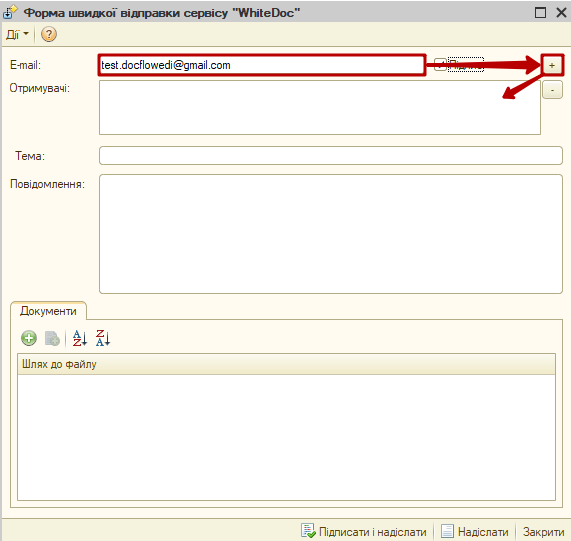 Форма швидкої відправки сервісу "WhiteDoc"
Дії
E-mail: test.docflowedi@gmail.com Підпис +
Отримувачі: -
Тема:
Повідомлення:
Документи
Шлях до файлу
Підписати і надіслати Надіслати Закрити